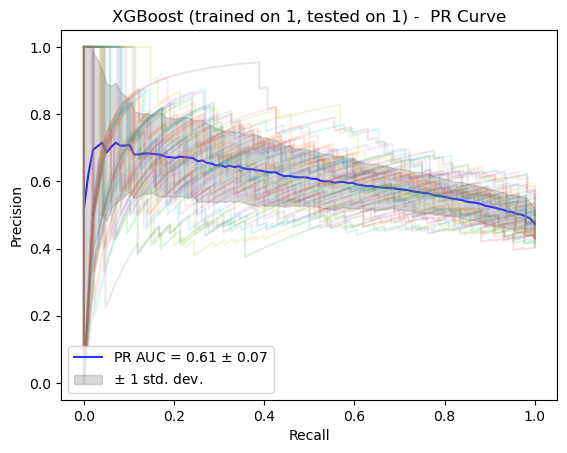 XGBoost (trained on 1, tested on 1) -  PR Curve
1.0
0.8
0.6
0.4
0.2
0.0
Precision
PR AUC = 0.61 ± 0.07
± 1 std. dev.
0.0 0.2 0.4 0.6 0.8 1.0
Recall